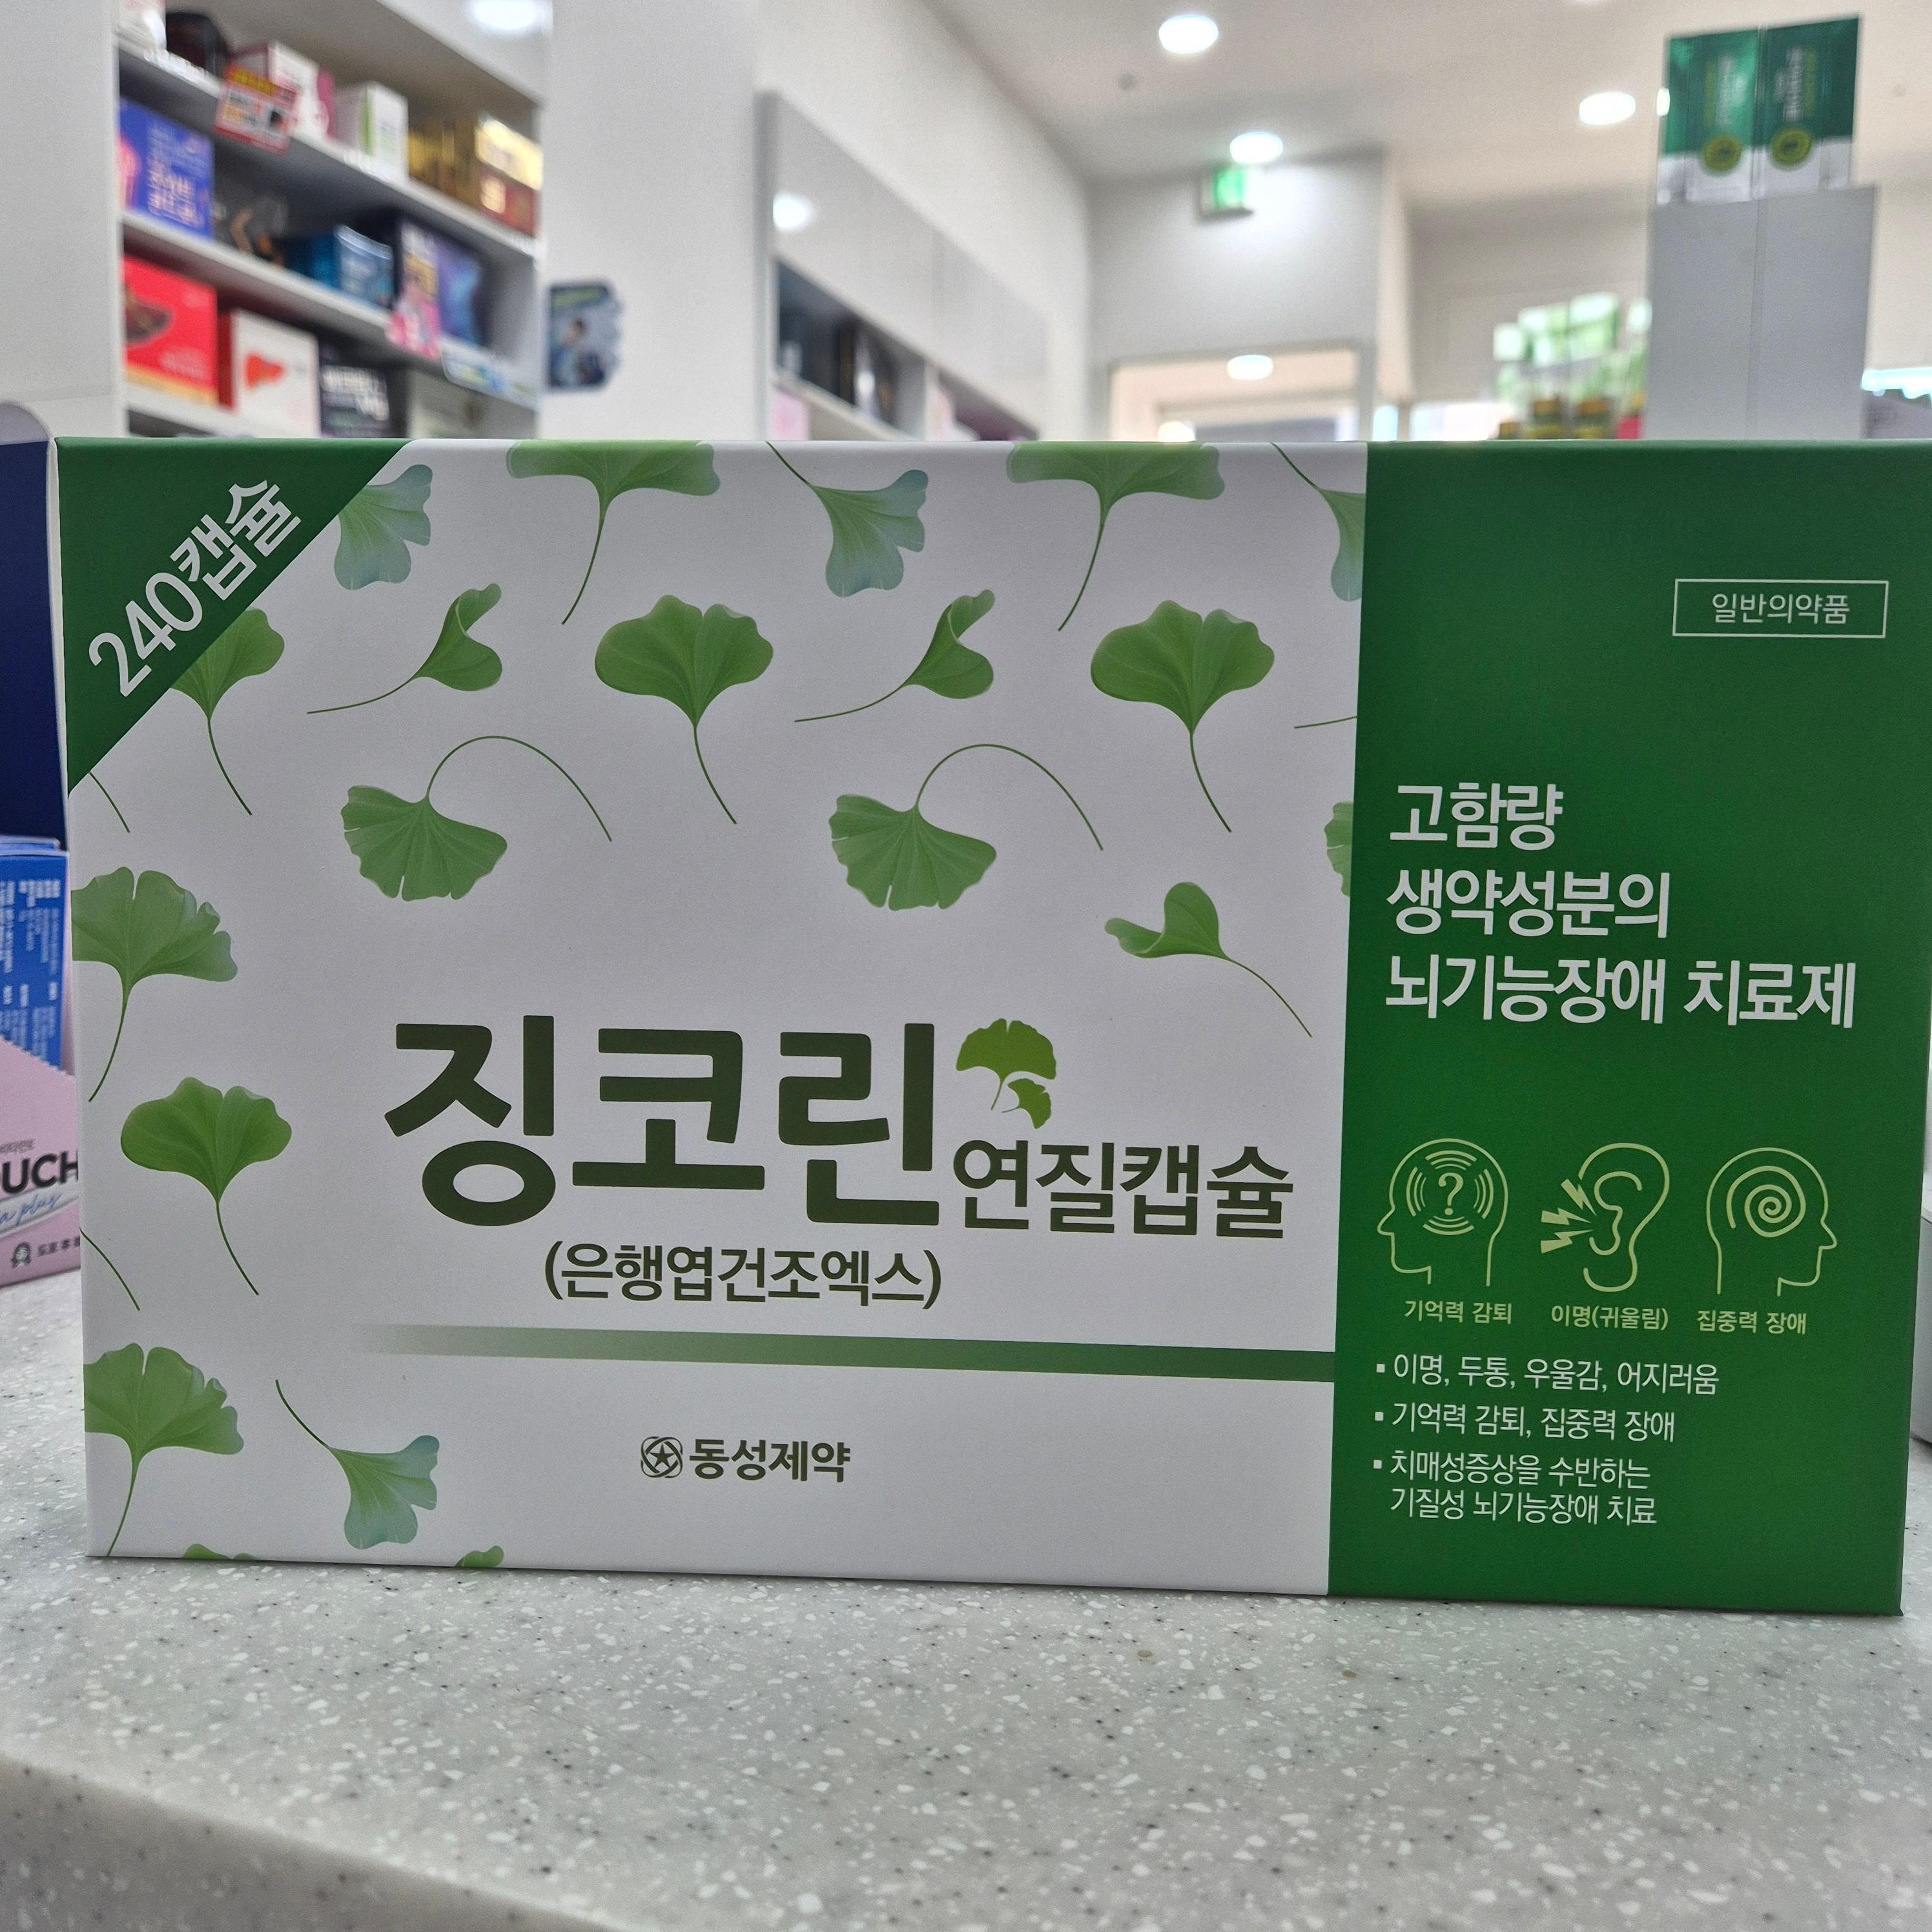 240캡슐
징코린
연질캡슐
(은행엽건조엑스)
동성제약
일반의약품
고함량
생약성분의
뇌기능장애 치료제
?
기억력 감퇴
이명(귀울림)
집중력 장애
▪ 이명, 두통, 우울감, 어지러움
▪ 기억력 감퇴, 집중력 장애
▪ 치매성증상을 수반하는
기질성 뇌기능장애 치료
UCH
plus